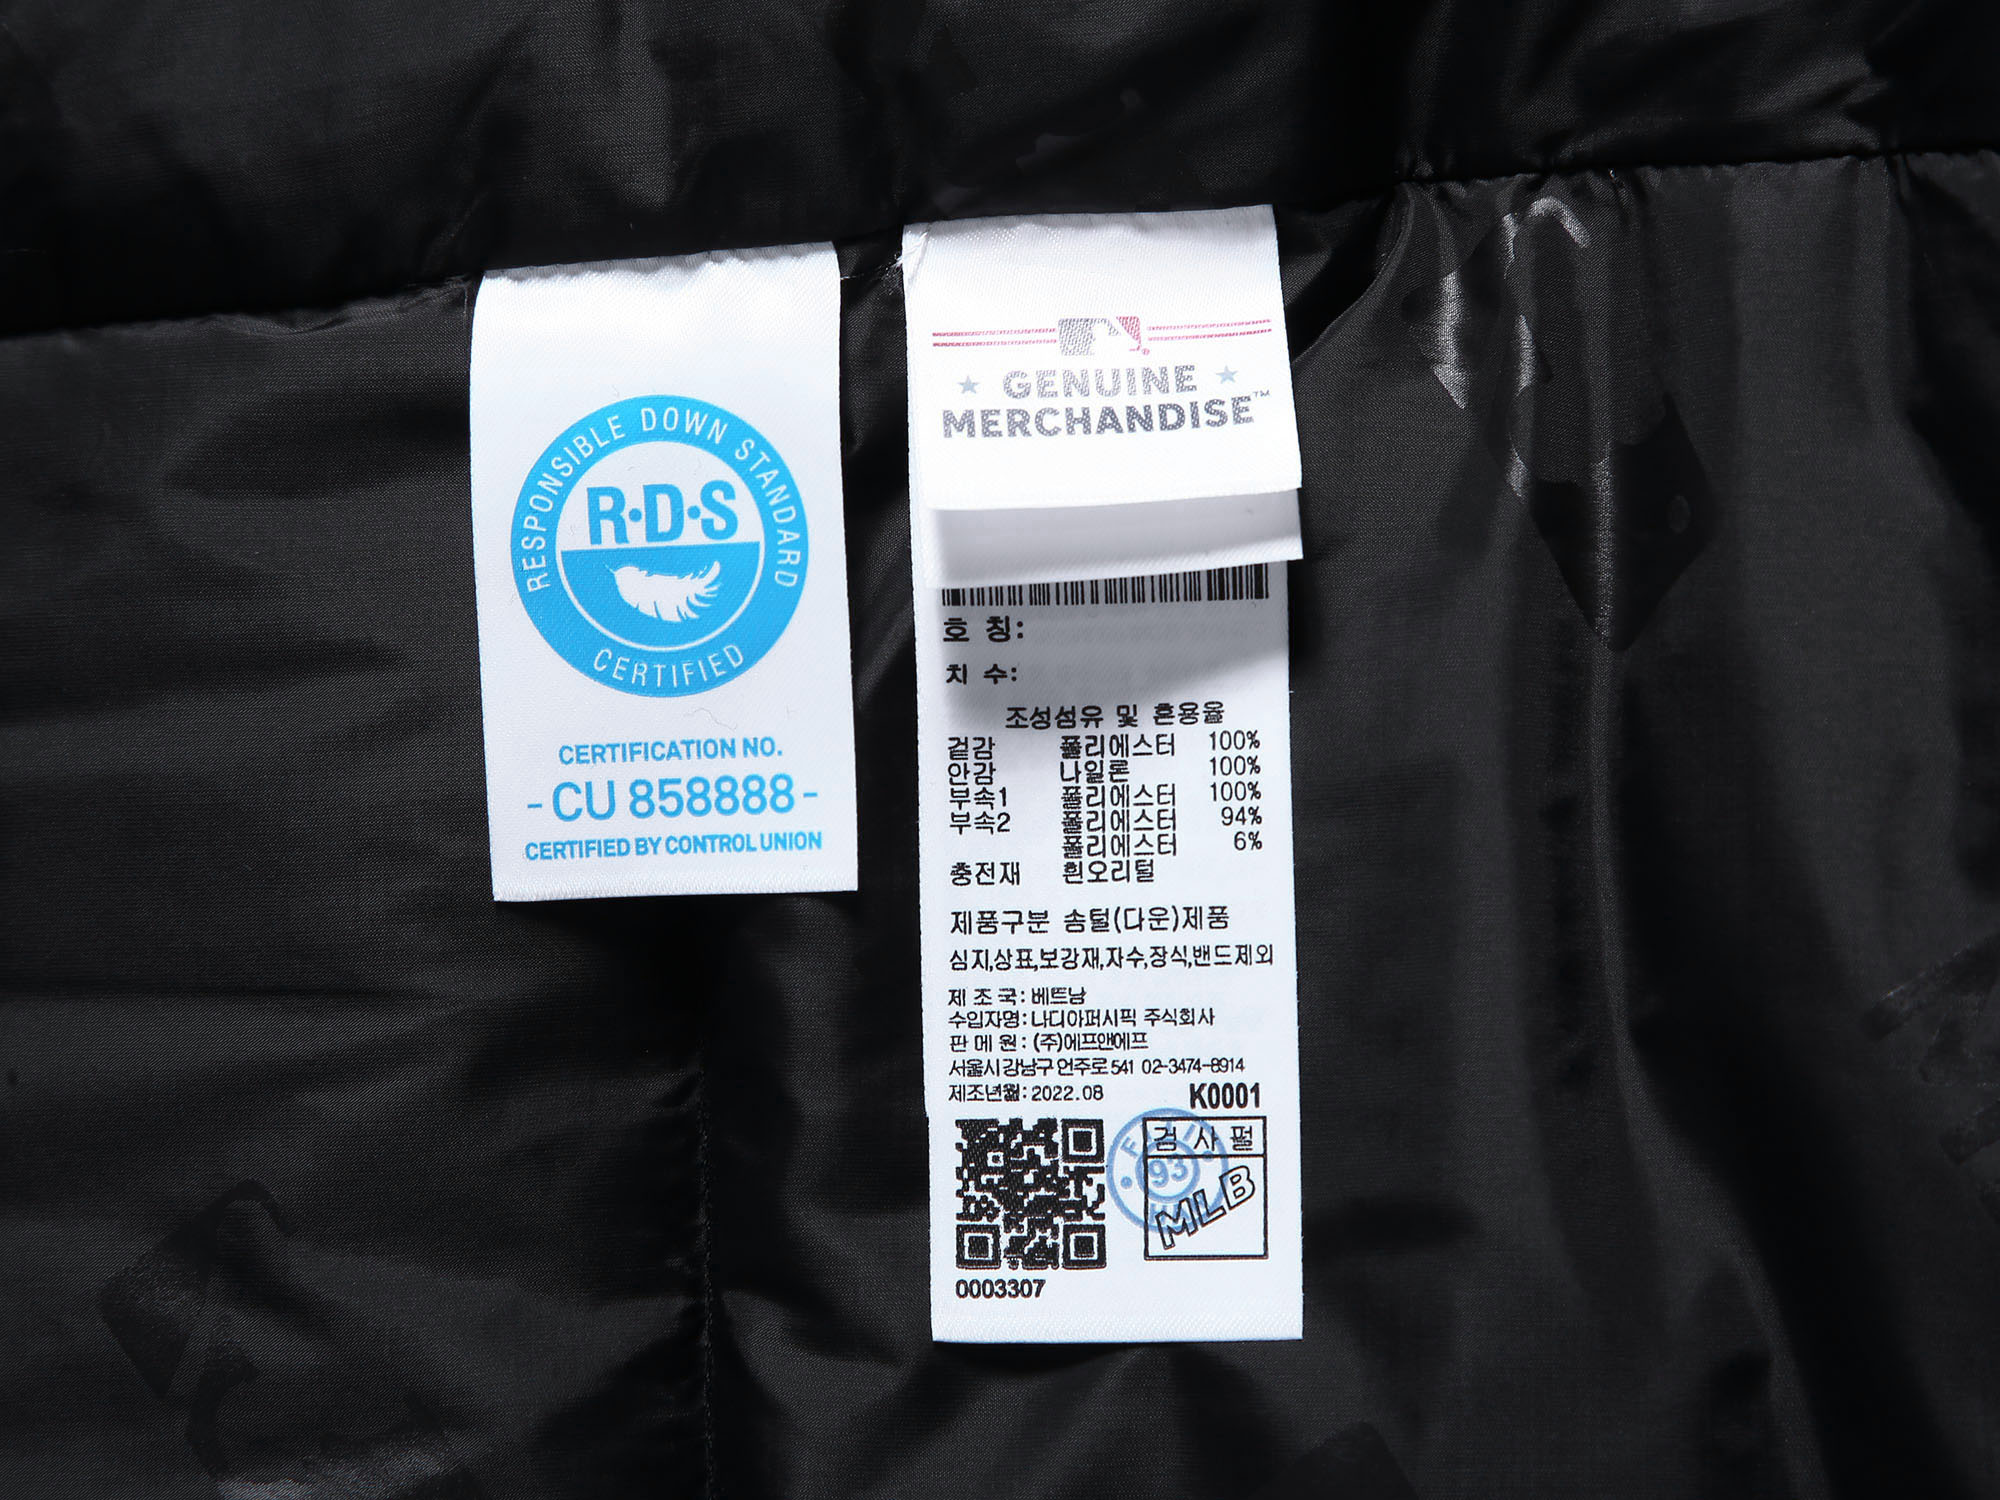 RESPONSIBLE DOWN STANDARD
R·D·S
CERTIFIED
CERTIFICATION NO.
- CU 858888 -
CERTIFIED BY CONTROL UNION
GENUINE
MERCHANDISE™
호 칭:
치 수:
조성섬유 및 혼용율
겉감 폴리에스터 100%
안감 나일론 100%
부속1 폴리에스터 100%
부속2 폴리에스터 94%
폴리에스터 6%
충전재 흰오리털
제품구분 솜털(다운)제품
심지,상표,보강재,자수,장식,밴드제외
제 조 국: 베트남
수입자명: 나디아퍼시픽 주식회사
판 매 원: (주)에프앤에프
서울시 강남구 언주로 541 02-3474-8914
제조년월: 2022.08
K0001
검 사 필
93
MLB
0003307